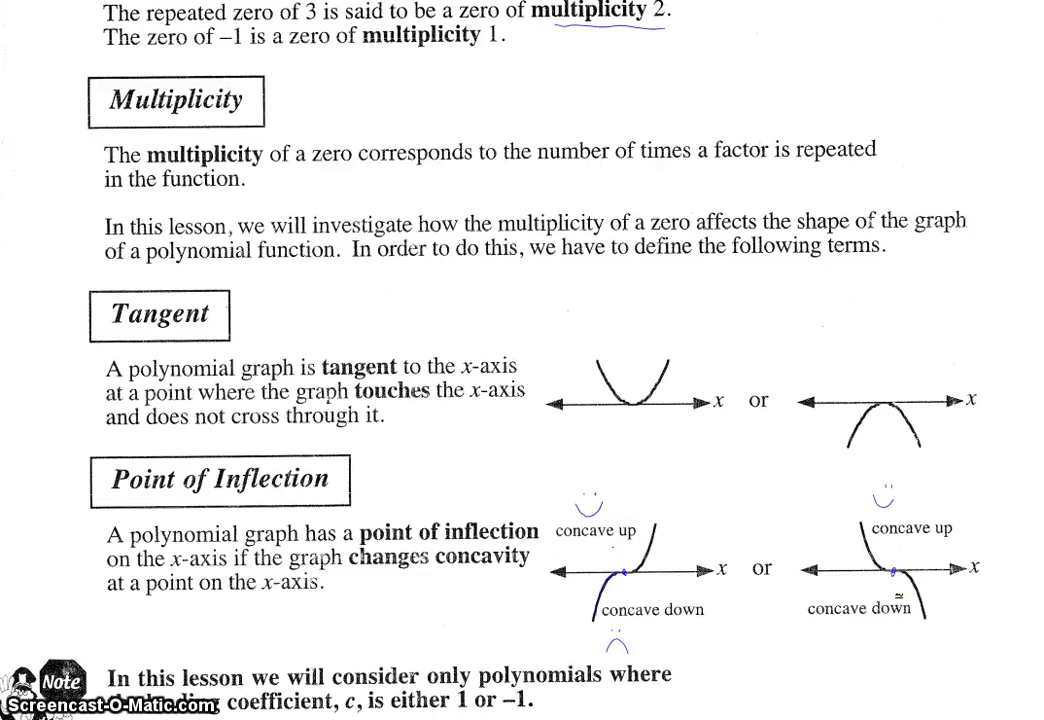 The repeated zero of 3 is said to be a zero of multiplicity 2.
The zero of –1 is a zero of multiplicity 1.
Multiplicity
The multiplicity of a zero corresponds to the number of times a factor is repeated
in the function.
In this lesson, we will investigate how the multiplicity of a zero affects the shape of the graph
of a polynomial function. In order to do this, we have to define the following terms.
Tangent
A polynomial graph is tangent to the x-axis
at a point where the graph touches the x-axis
and does not cross through it.
x or x
Point of Inflection
A polynomial graph has a point of inflection
on the x-axis if the graph changes concavity
at a point on the x-axis.
concave up concave up
x or x
concave down concave down
Note
In this lesson we will consider only polynomials where
coefficient, c, is either 1 or –1.
Screencast-O-Matic.com